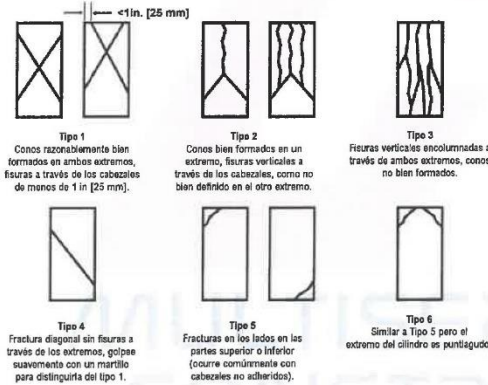 <1in. [25 mm]
Tipo 1
Conos razonablemente bien
formados en ambos extremos,
fisuras a través de los cabezales
de menos de 1 in [25 mm].
Tipo 2
Conos bien formados en un
extremo, fisuras verticales a
través de los cabezales, como no
bien definido en el otro extremo.
Tipo 3
Fisuras verticales encolumnadas a
través de ambos extremos, conos
no bien formados.
Tipo 4
Fractura diagonal sin fisuras a
través de los extremos, golpee
suavemente con un martillo
para distinguirla del tipo 1.
Tipo 5
Fracturas en los lados en las
partes superior o inferior
(ocurre comúnmente con
cabezales no adheridos).
Tipo 6
Similar a Tipo 5 pero el
extremo del cilindro es puntiagudo